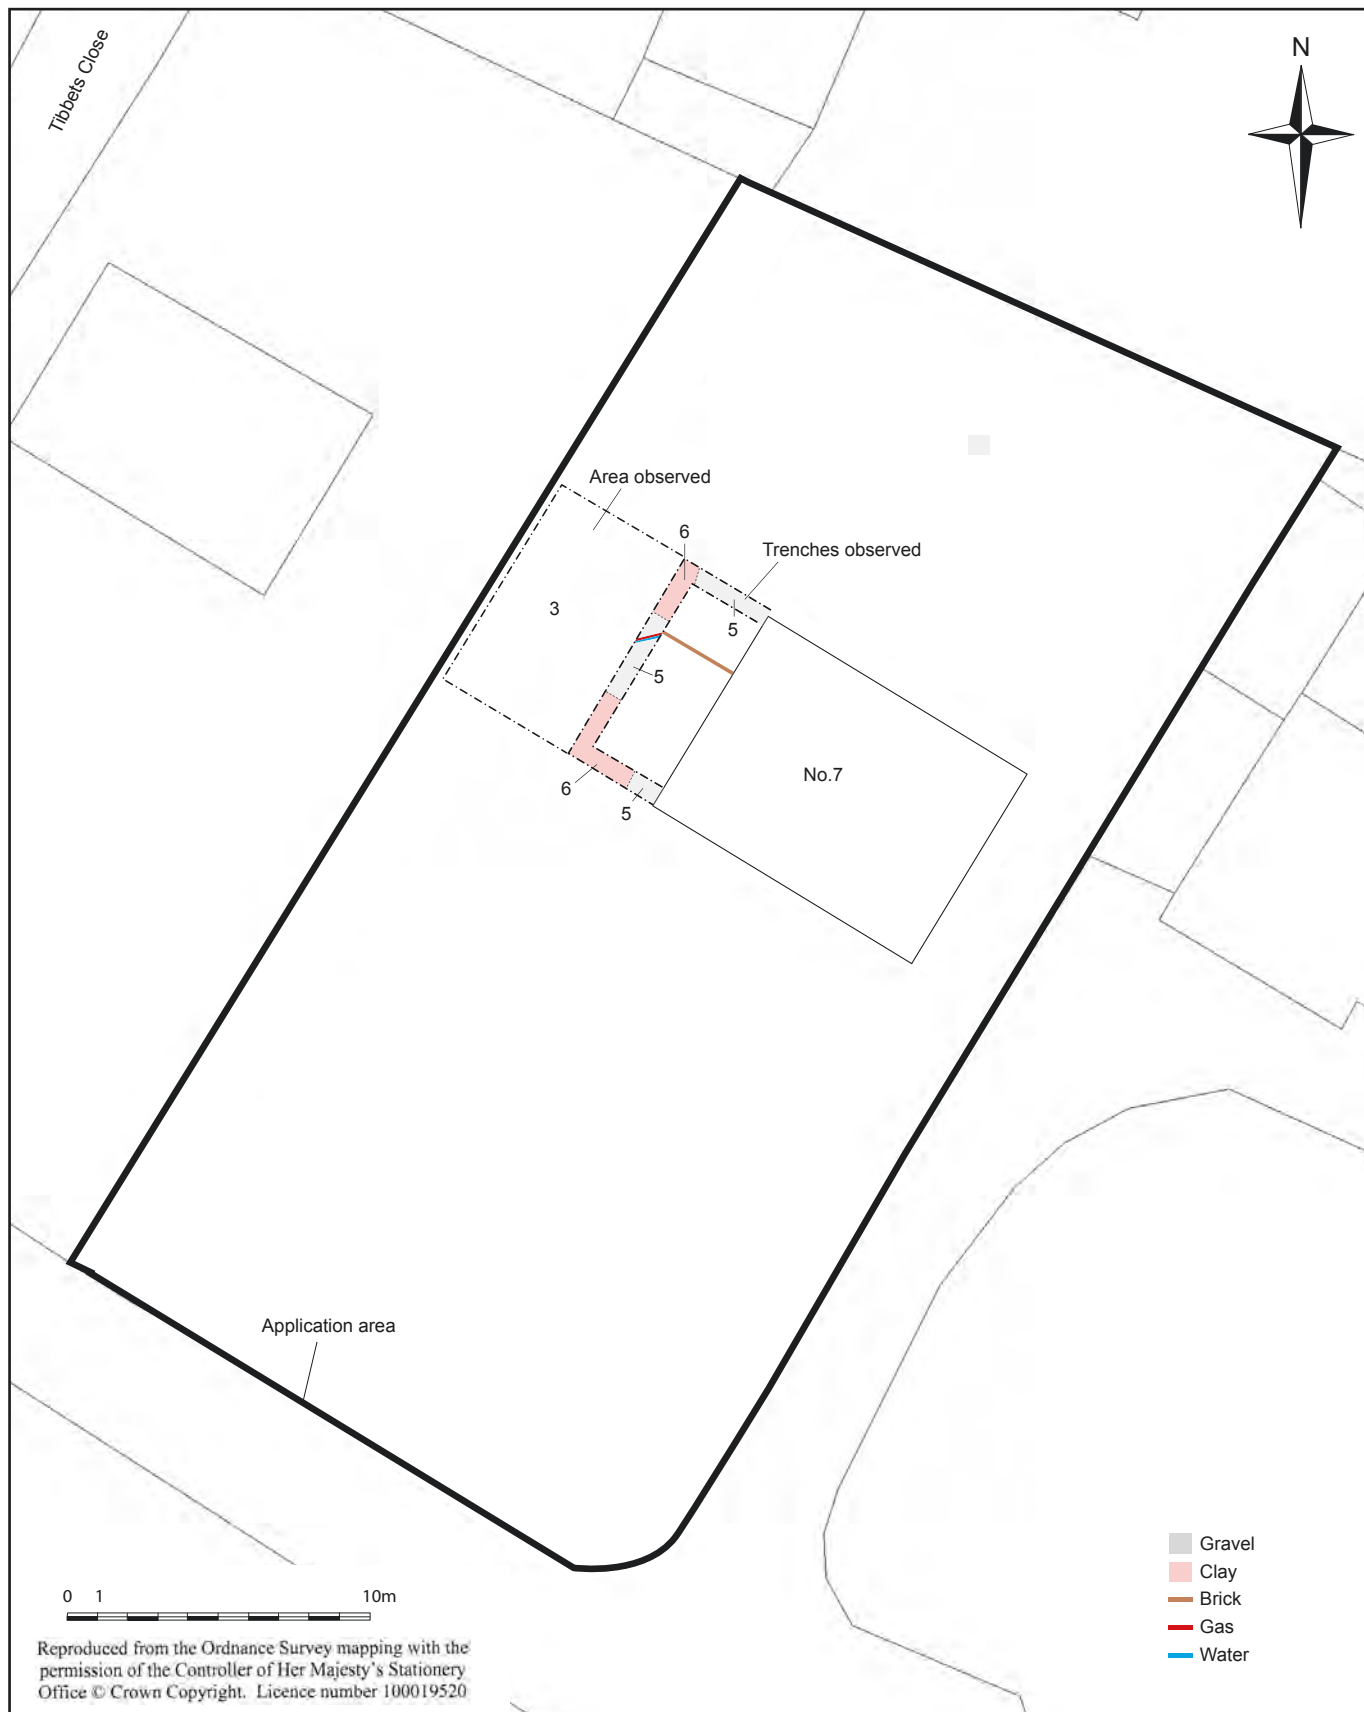 Tibbets Close
N
Area observed
6
Trenches observed
3
5
5
No.7
6
5
Application area
Gravel
Clay
Brick
Gas
Water
0 1 10m
Reproduced from the Ordnance Survey mapping with the
permission of the Controller of Her Majesty's Stationery
Office © Crown Copyright. Licence number 100019520